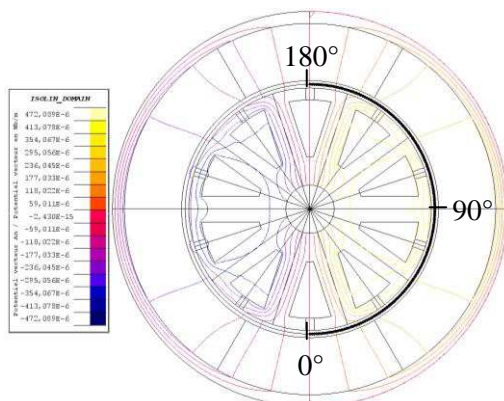 180°
90°
0°
ISOLIN_DOMAIN
472,089E-6
413,078E-6
354,067E-6
295,056E-6
236,045E-6
177,033E-6
118,022E-6
59,011E-6
-2,430E-15
-59,011E-6
-118,022E-6
-177,033E-6
-236,045E-6
-295,056E-6
-354,067E-6
-413,078E-6
-472,089E-6